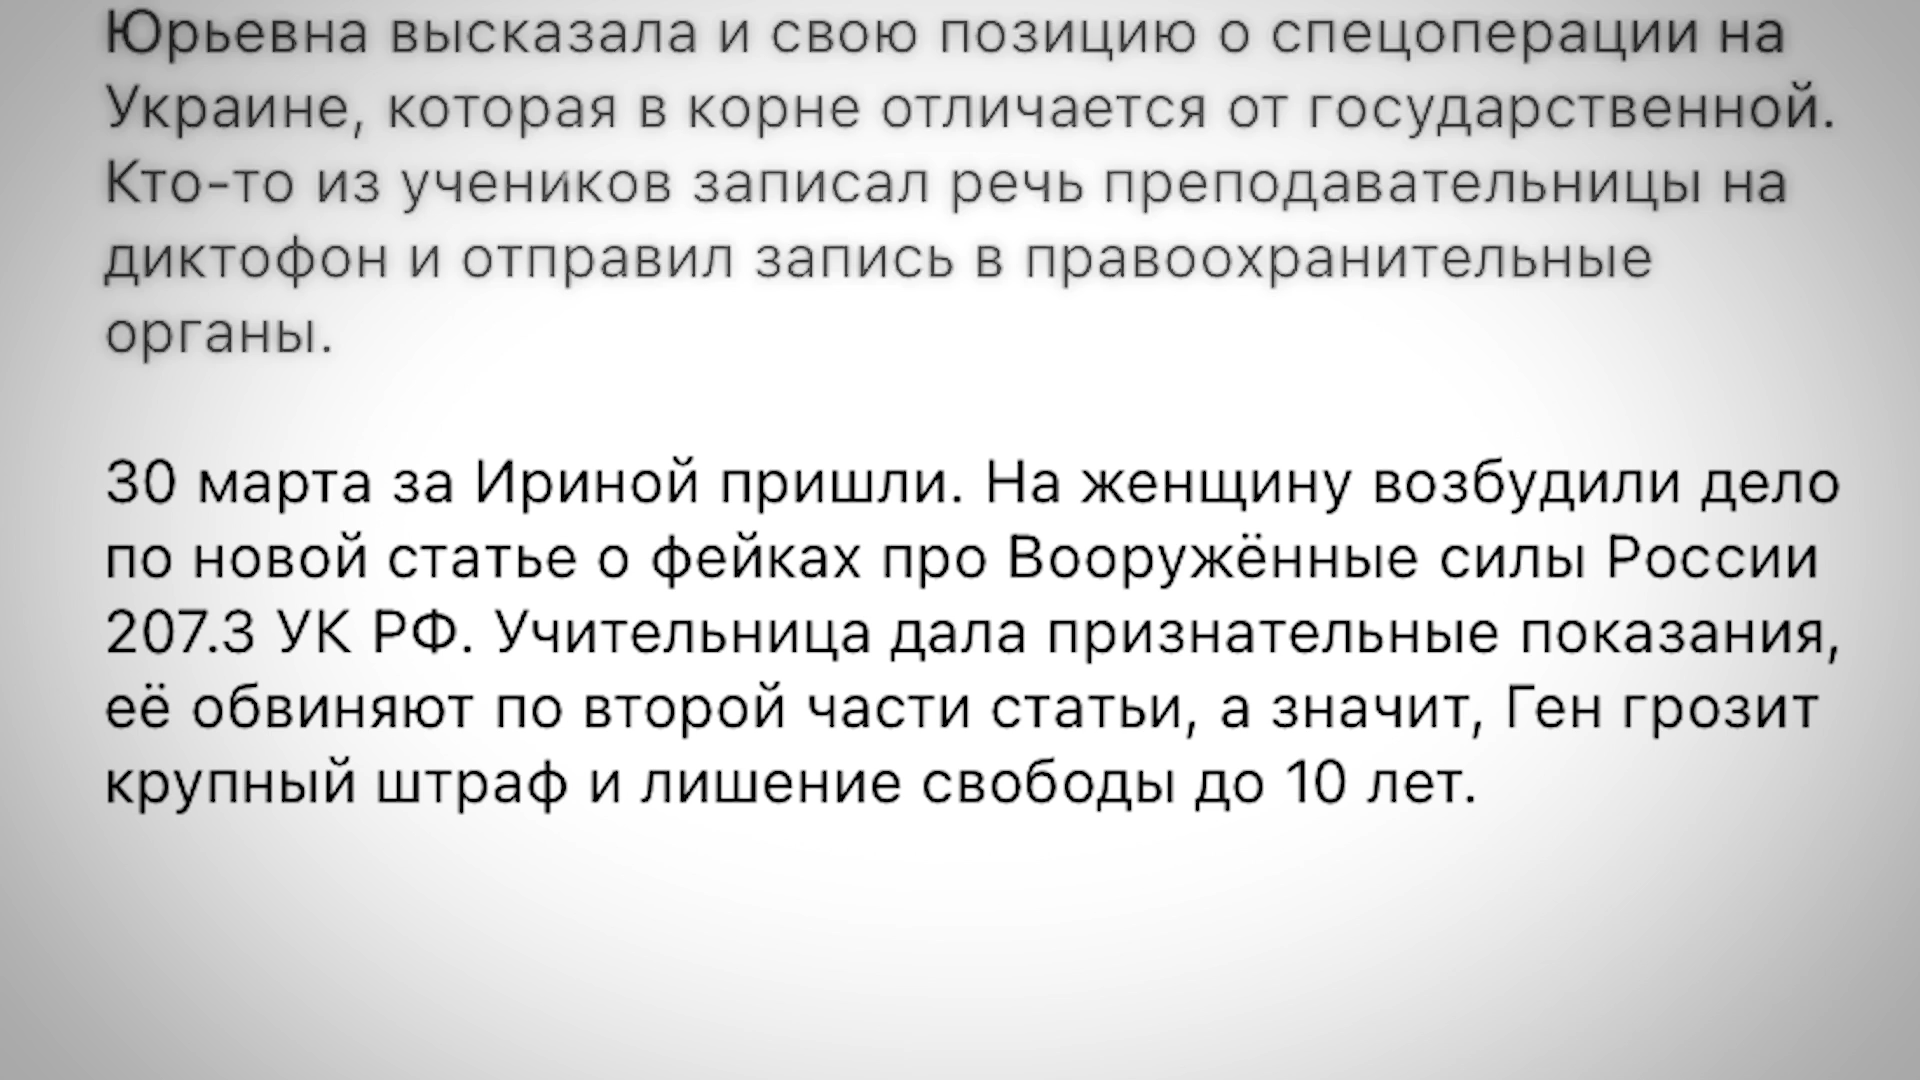 Юрьевна высказала и свою позицию о спецоперации на
Украине, которая в корне отличается от государственной.
Кто-то из учеников записал речь преподавательницы на
диктофон и отправил запись в правоохранительные
органы.
30 марта за Ириной пришли. На женщину возбудили дело
по новой статье о фейках про Вооружённые силы России
207.3 УК РФ. Учительница дала признательные показания,
её обвиняют по второй части статьи, а значит, Ген грозит
крупный штраф и лишение свободы до 10 лет.